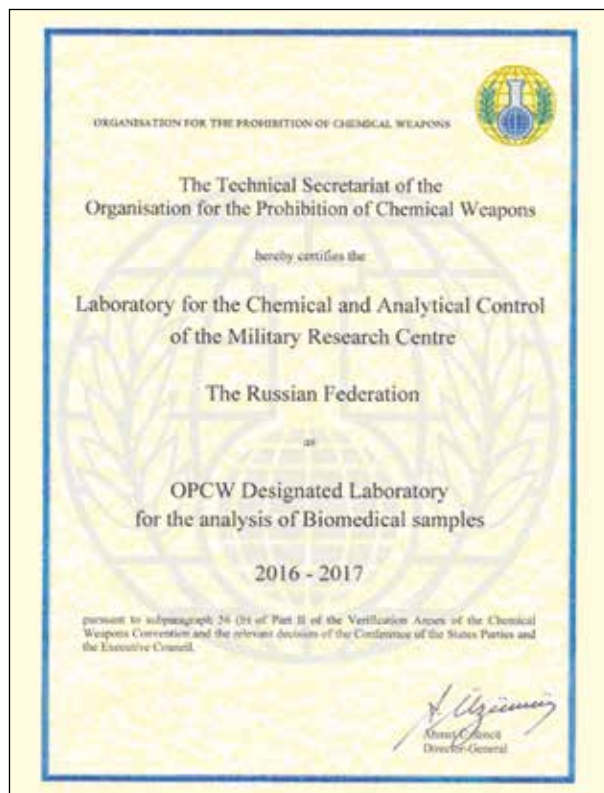 ORGANISATION FOR THE PROHIBITION OF CHEMICAL WEAPONS
The Technical Secretariat of the
Organisation for the Prohibition of Chemical Weapons
hereby certifies the
Laboratory for the Chemical and Analytical Control
of the Military Research Centre
The Russian Federation
as
OPCW Designated Laboratory
for the analysis of Biomedical samples
2016 - 2017
pursuant to subparagraph 56 (b) of Part II of the Verification Annex of the Chemical
Weapons Convention and the relevant decision of the Conference of the States Parties and
the Executive Council.
Ahmet Üzümcü
Director-General